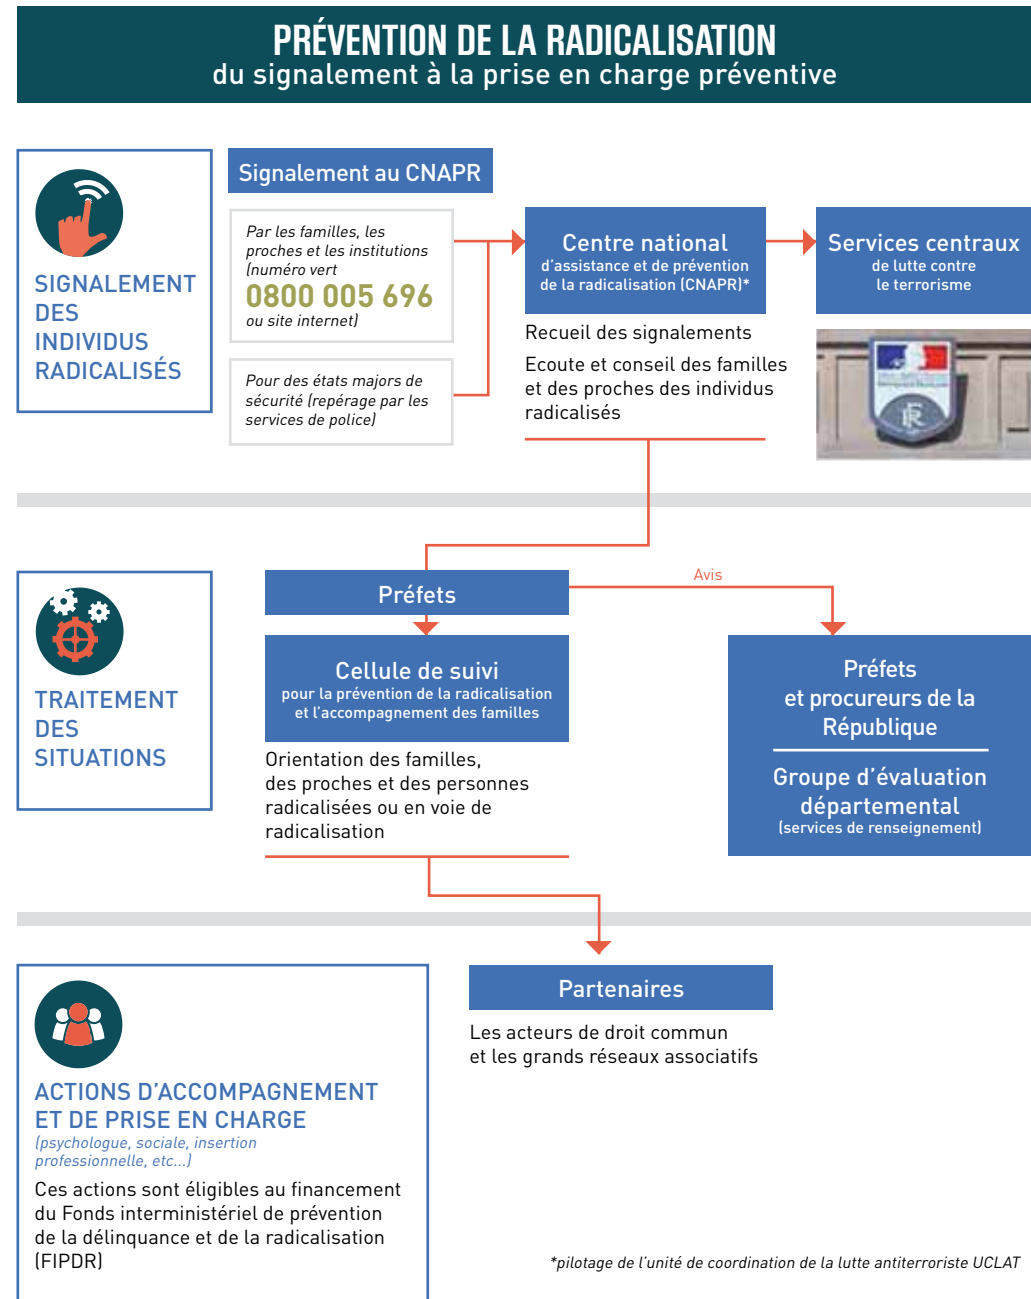 PRÉVENTION DE LA RADICALISATION
du signalement à la prise en charge préventive
SIGNALEMENT
DES
INDIVIDUS
RADICALISÉS
Signalement au CNAPR
Par les familles, les
proches et les institutions
(numéro vert
0800 005 696
ou site internet)
Pour des états majors de
sécurité (repérage par les
services de police)
Centre national
d'assistance et de prévention
de la radicalisation (CNAPR)*
Recueil des signalements
Ecoute et conseil des familles
et des proches des individus
radicalisés
Services centraux
de lutte contre
le terrorisme
RF
TRAITEMENT
DES
SITUATIONS
Préfets
Avis
Cellule de suivi
pour la prévention de la radicalisation
et l'accompagnement des familles
Orientation des familles,
des proches et des personnes
radicalisées ou en voie de
radicalisation
Préfets
et procureurs de la
République
Groupe d'évaluation
départemental
(services de renseignement)
ACTIONS D'ACCOMPAGNEMENT
ET DE PRISE EN CHARGE
(psychologue, sociale, insertion
professionnelle, etc...)
Ces actions sont éligibles au financement
du Fonds interministériel de prévention
de la délinquance et de la radicalisation
(FIPDR)
Partenaires
Les acteurs de droit commun
et les grands réseaux associatifs
*pilotage de l'unité de coordination de la lutte antiterroriste UCLAT